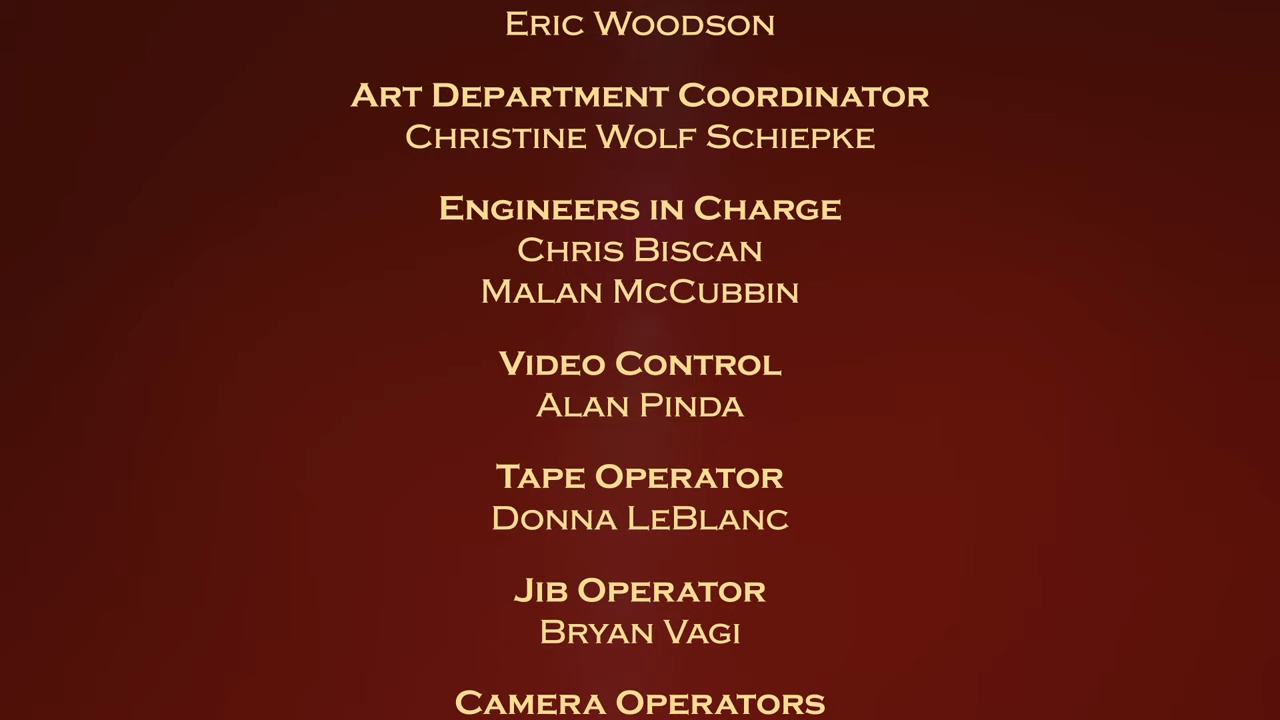 Eric Woodson
Art Department Coordinator
Christine Wolf Schiepke
Engineers in Charge
Chris Biscan
Malan McCubbin
Video Control
Alan Pinda
Tape Operator
Donna LeBlanc
Jib Operator
Bryan Vagi
Camera Operators